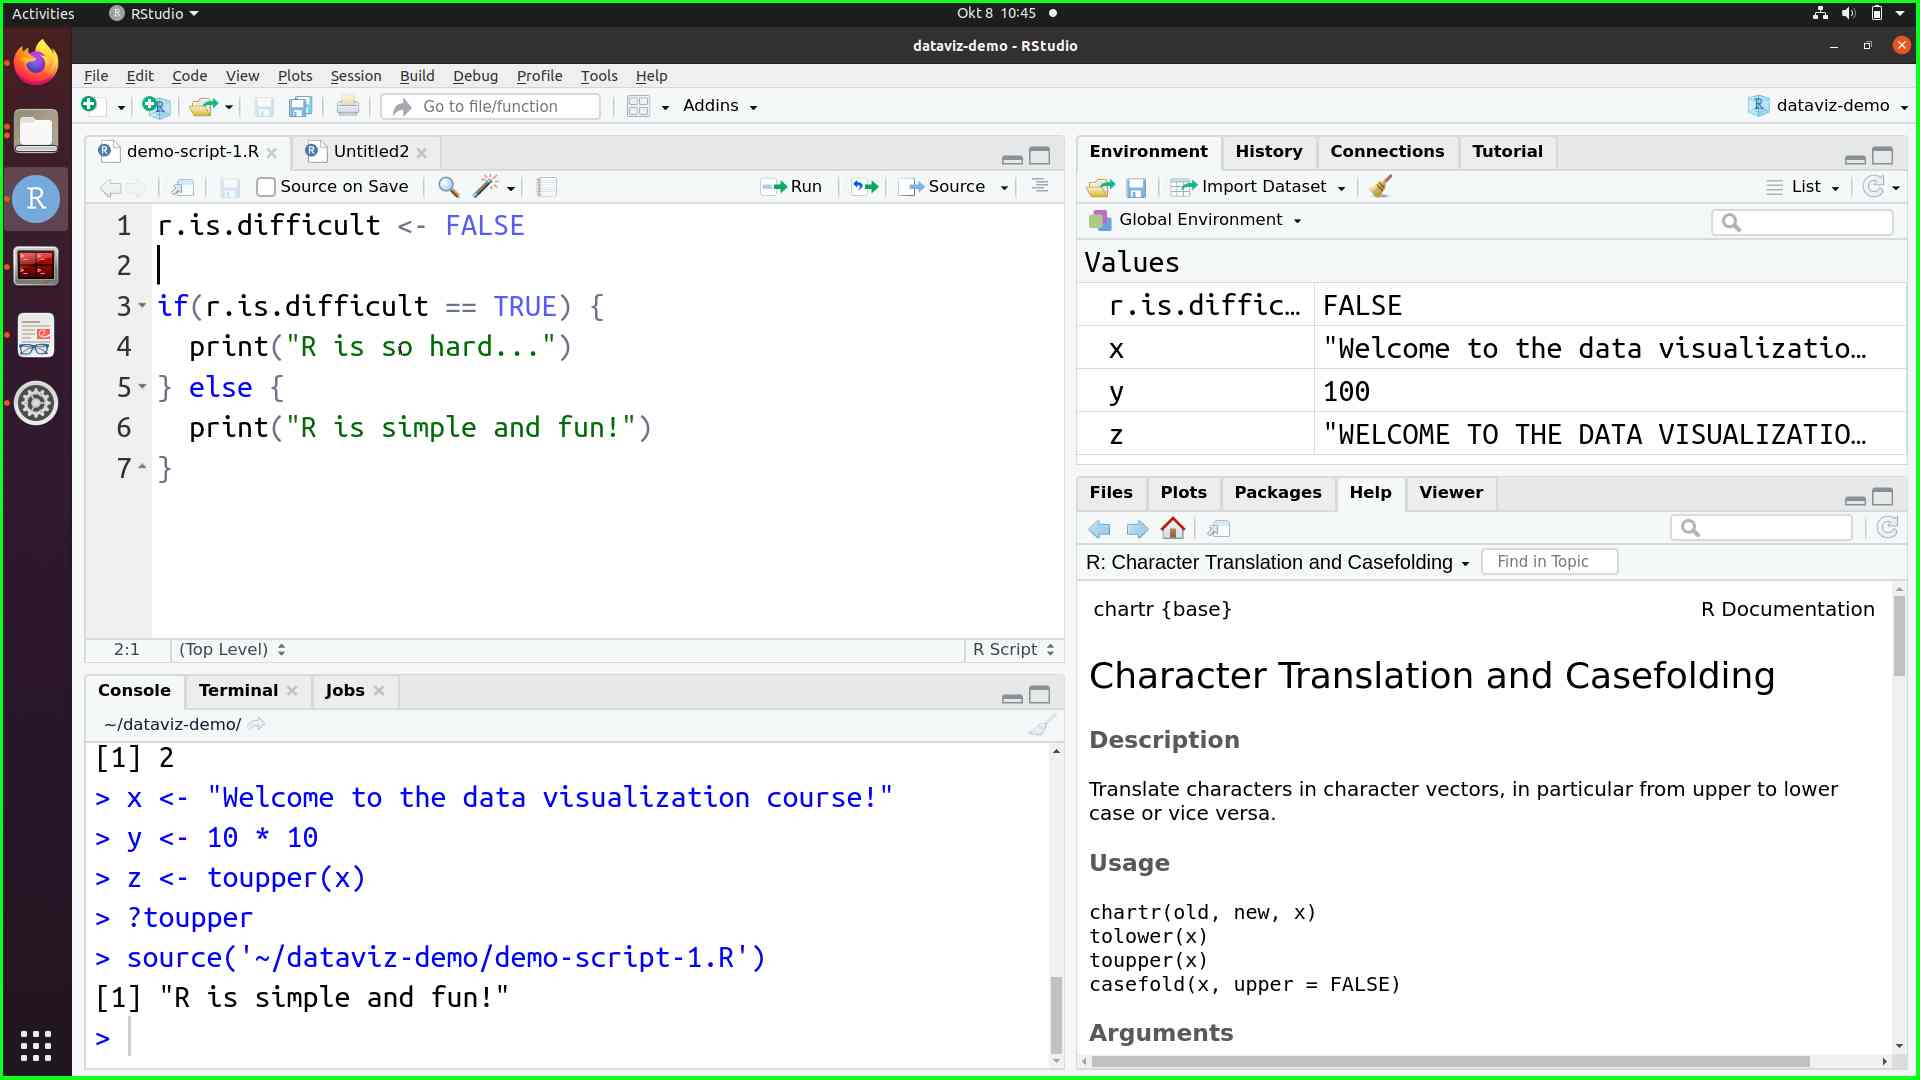 Activities RStudio Okt 8 10:45
dataviz-demo - RStudio
File Edit Code View Plots Session Build Debug Profile Tools Help
Go to file/function Addins dataviz-demo
demo-script-1.R Untitled2
Source on Save Run Source
1 r.is.difficult <- FALSE
2
3 if(r.is.difficult == TRUE) {
4 print("R is so hard...")
5 } else {
6 print("R is simple and fun!")
7 }
2:1 (Top Level) R Script
Console Terminal Jobs
~/dataviz-demo/
[1] 2
> x <- "Welcome to the data visualization course!"
> y <- 10 * 10
> z <- toupper(x)
> ?toupper
> source('~/dataviz-demo/demo-script-1.R')
[1] "R is simple and fun!"
>
Environment History Connections Tutorial
Import Dataset List
Global Environment
Values
r.is.diffic… FALSE
x "Welcome to the data visualizatio…
y 100
z "WELCOME TO THE DATA VISUALIZATIO…
Files Plots Packages Help Viewer
R: Character Translation and Casefolding Find in Topic
chartr {base} R Documentation
Character Translation and Casefolding
Description
Translate characters in character vectors, in particular from upper to lower
case or vice versa.
Usage
chartr(old, new, x)
tolower(x)
toupper(x)
casefold(x, upper = FALSE)
Arguments